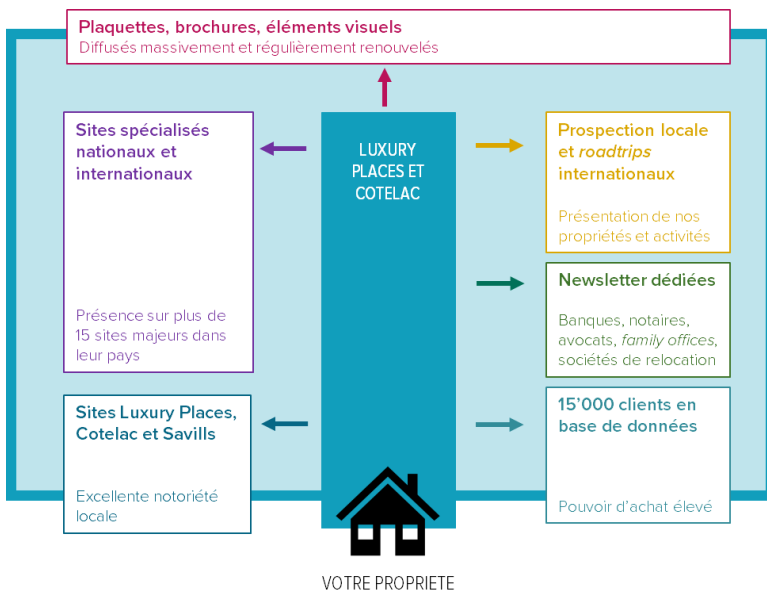 Plaquettes, brochures, éléments visuels
Diffusés massivement et régulièrement renouvelés
Sites spécialisés
nationaux et
internationaux
Présence sur plus de
15 sites majeurs dans
leur pays
Sites Luxury Places,
Cotelac et Savills
Excellente notoriété
locale
LUXURY
PLACES ET
COTELAC
Prospection locale
et roadtrips
internationaux
Présentation de nos
propriétés et activités
Newsletter dédiées
Banques, notaires,
avocats, family offices,
sociétés de relocation
15’000 clients en
base de données
Pouvoir d’achat élevé
VOTRE PROPRIETE